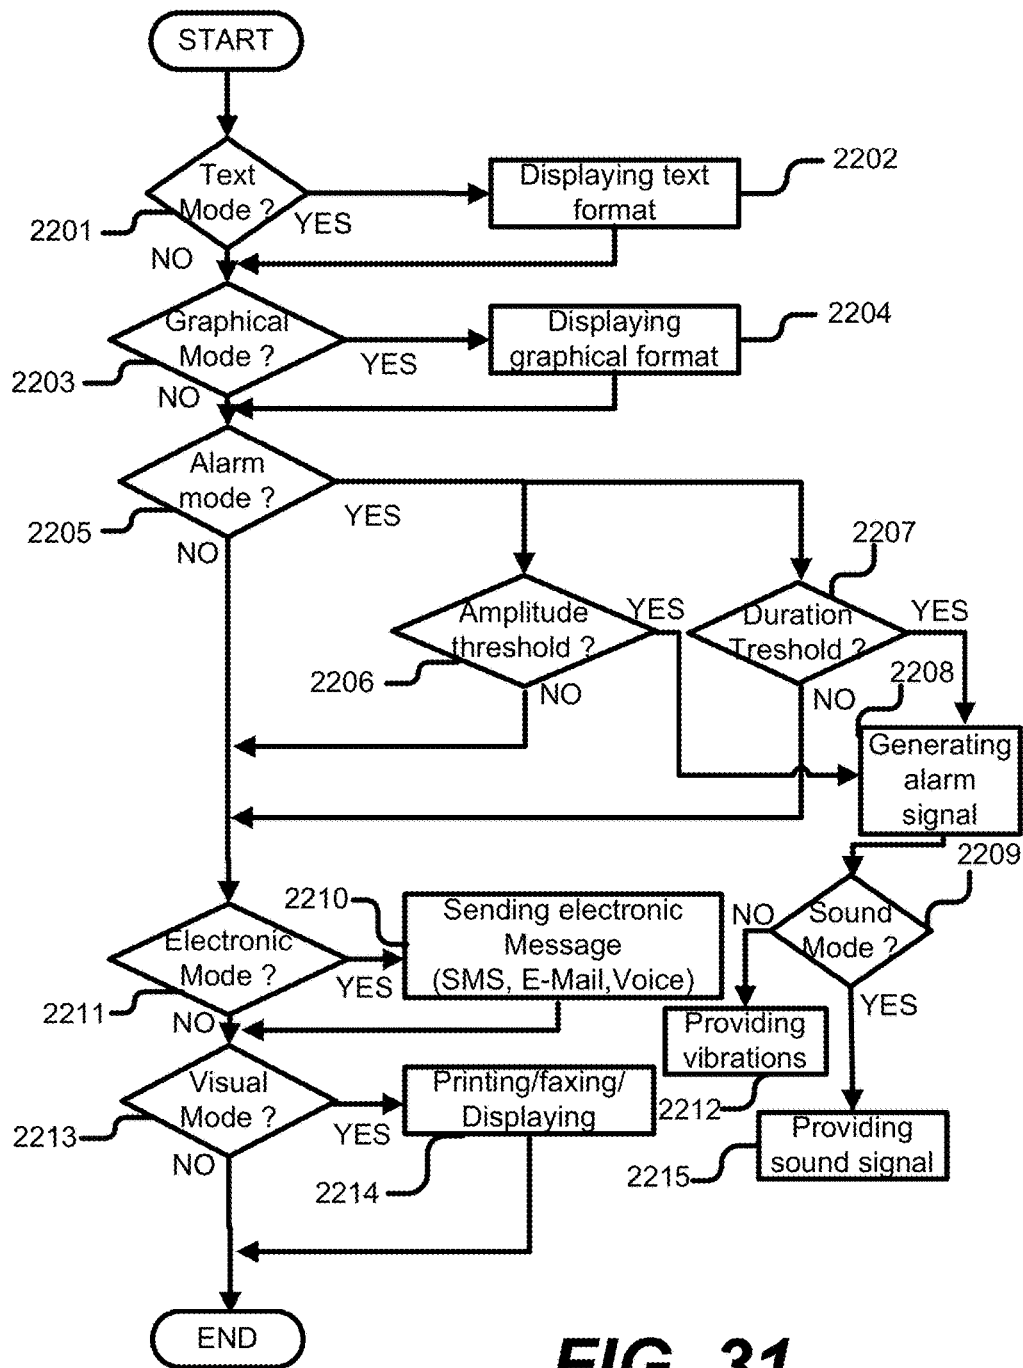 START
Text
Mode ?
2201
YES
NO
Displaying text
format
2202
Graphical
Mode ?
2203
YES
NO
Displaying
graphical format
2204
Alarm
mode ?
2205
YES
NO
Amplitude
threshold ?
2206
YES
NO
2207
Duration
Treshold ?
YES
NO
2208
Generating
alarm
signal
2209
Sound
Mode ?
NO
YES
2210
Sending electronic
Message
(SMS, E-Mail,Voice)
Electronic
Mode ?
2211
YES
NO
Providing
vibrations
2212
Visual
Mode ?
2213
YES
NO
Printing/faxing/
Displaying
2214
Providing
sound signal
2215
END
FIG. 31